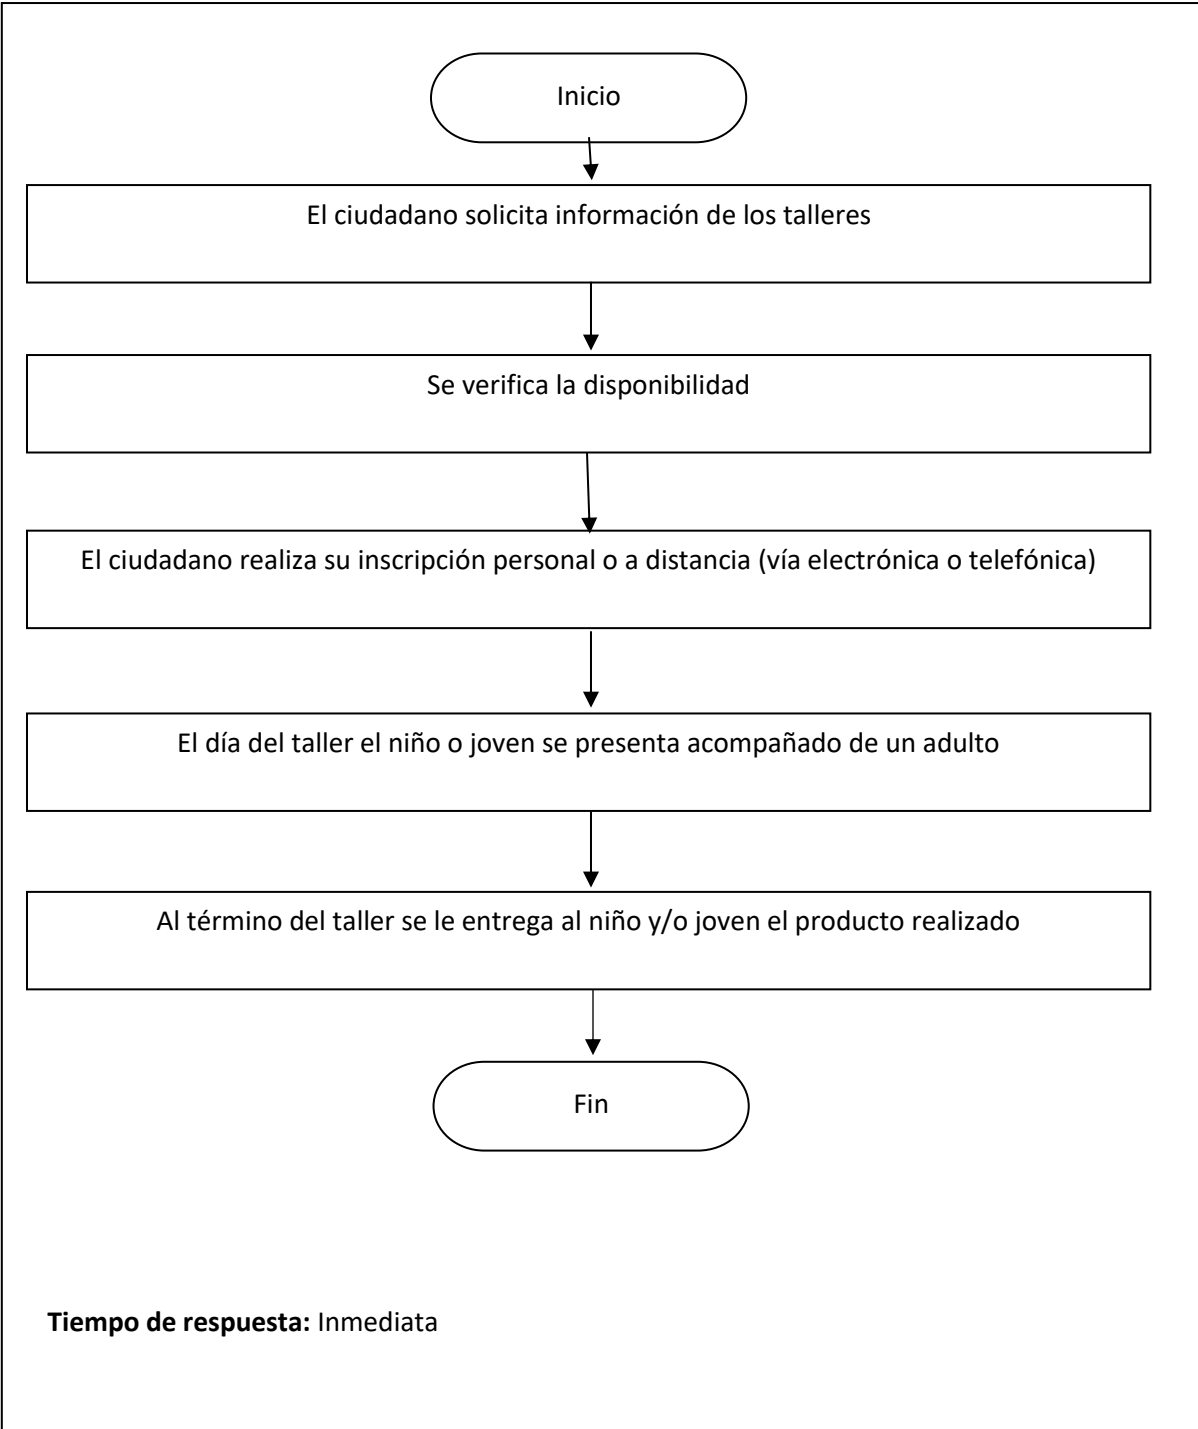 Inicio
El ciudadano solicita información de los talleres
Se verifica la disponibilidad
El ciudadano realiza su inscripción personal o a distancia (vía electrónica o telefónica)
El día del taller el niño o joven se presenta acompañado de un adulto
Al término del taller se le entrega al niño y/o joven el producto realizado
Fin
Tiempo de respuesta: Inmediata